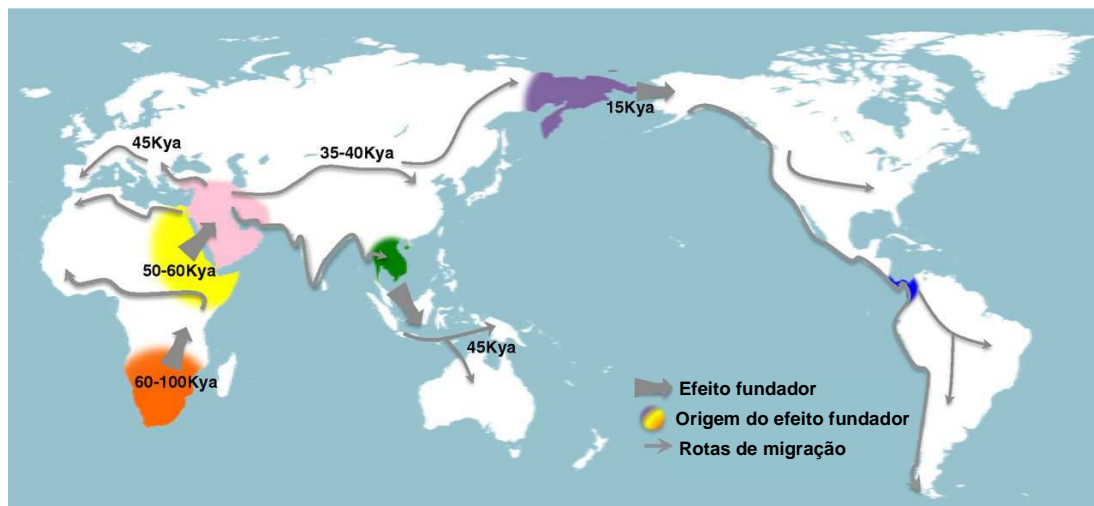 15Kya
45Kya
35-40Kya
50-60Kya
45Kya
60-100Kya
Efeito fundador
Origem do efeito fundador
Rotas de migração